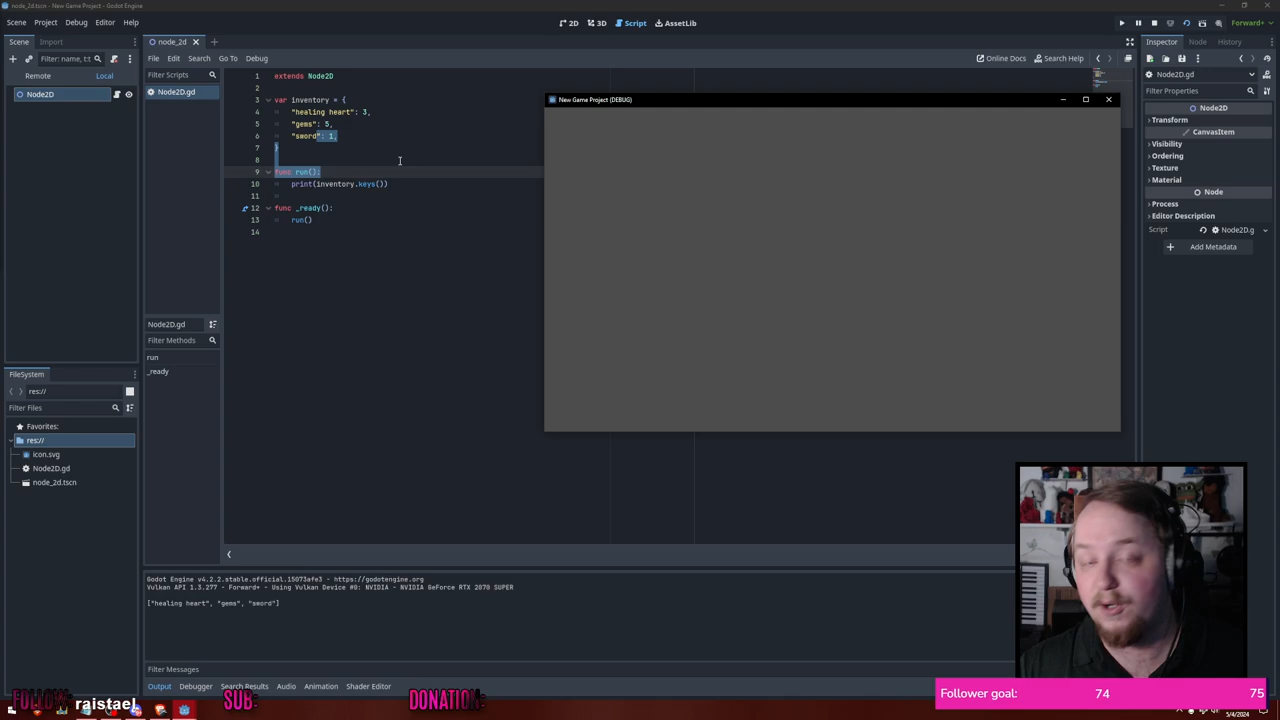 node_2d.tscn - New Game Project - Godot Engine
Scene Project Debug Editor Help
2D 3D Script AssetLib
Forward+
Scene Import
Filter: name, t:t
Remote Local
Node2D
node_2d
File Edit Search Go To Debug
Online Docs Search Help
Filter Scripts
Node2D.gd
1 extends Node2D
2
3 var inventory = {
4 "healing heart": 3,
5 "gems": 5,
6 "sword": 1,
7 }
8
9 func run():
10 print(inventory.keys())
11
12 func _ready():
13 run()
14
New Game Project (DEBUG)
Node2D.gd
Filter Methods
run
_ready
FileSystem
res://
Filter Files
Favorites:
res://
icon.svg
Node2D.gd
node_2d.tscn
Inspector Node History
Node2D.gd
Filter Properties
Node2D
Transform
CanvasItem
Visibility
Ordering
Texture
Material
Node
Process
Editor Description
Script Node2D.g
Add Metadata
Godot Engine v4.2.2.stable.official.15073afe3 - https://godotengine.org
Vulkan API 1.3.277 - Forward+ - Using Vulkan Device #0: NVIDIA - NVIDIA GeForce RTX 2070 SUPER
["healing heart", "gems", "sword"]
Filter Messages
Output Debugger Search Results Audio Animation Shader Editor
FOLLOW: raistael SUB: DONATION:
Follower goal: 74 75
5/4/2024